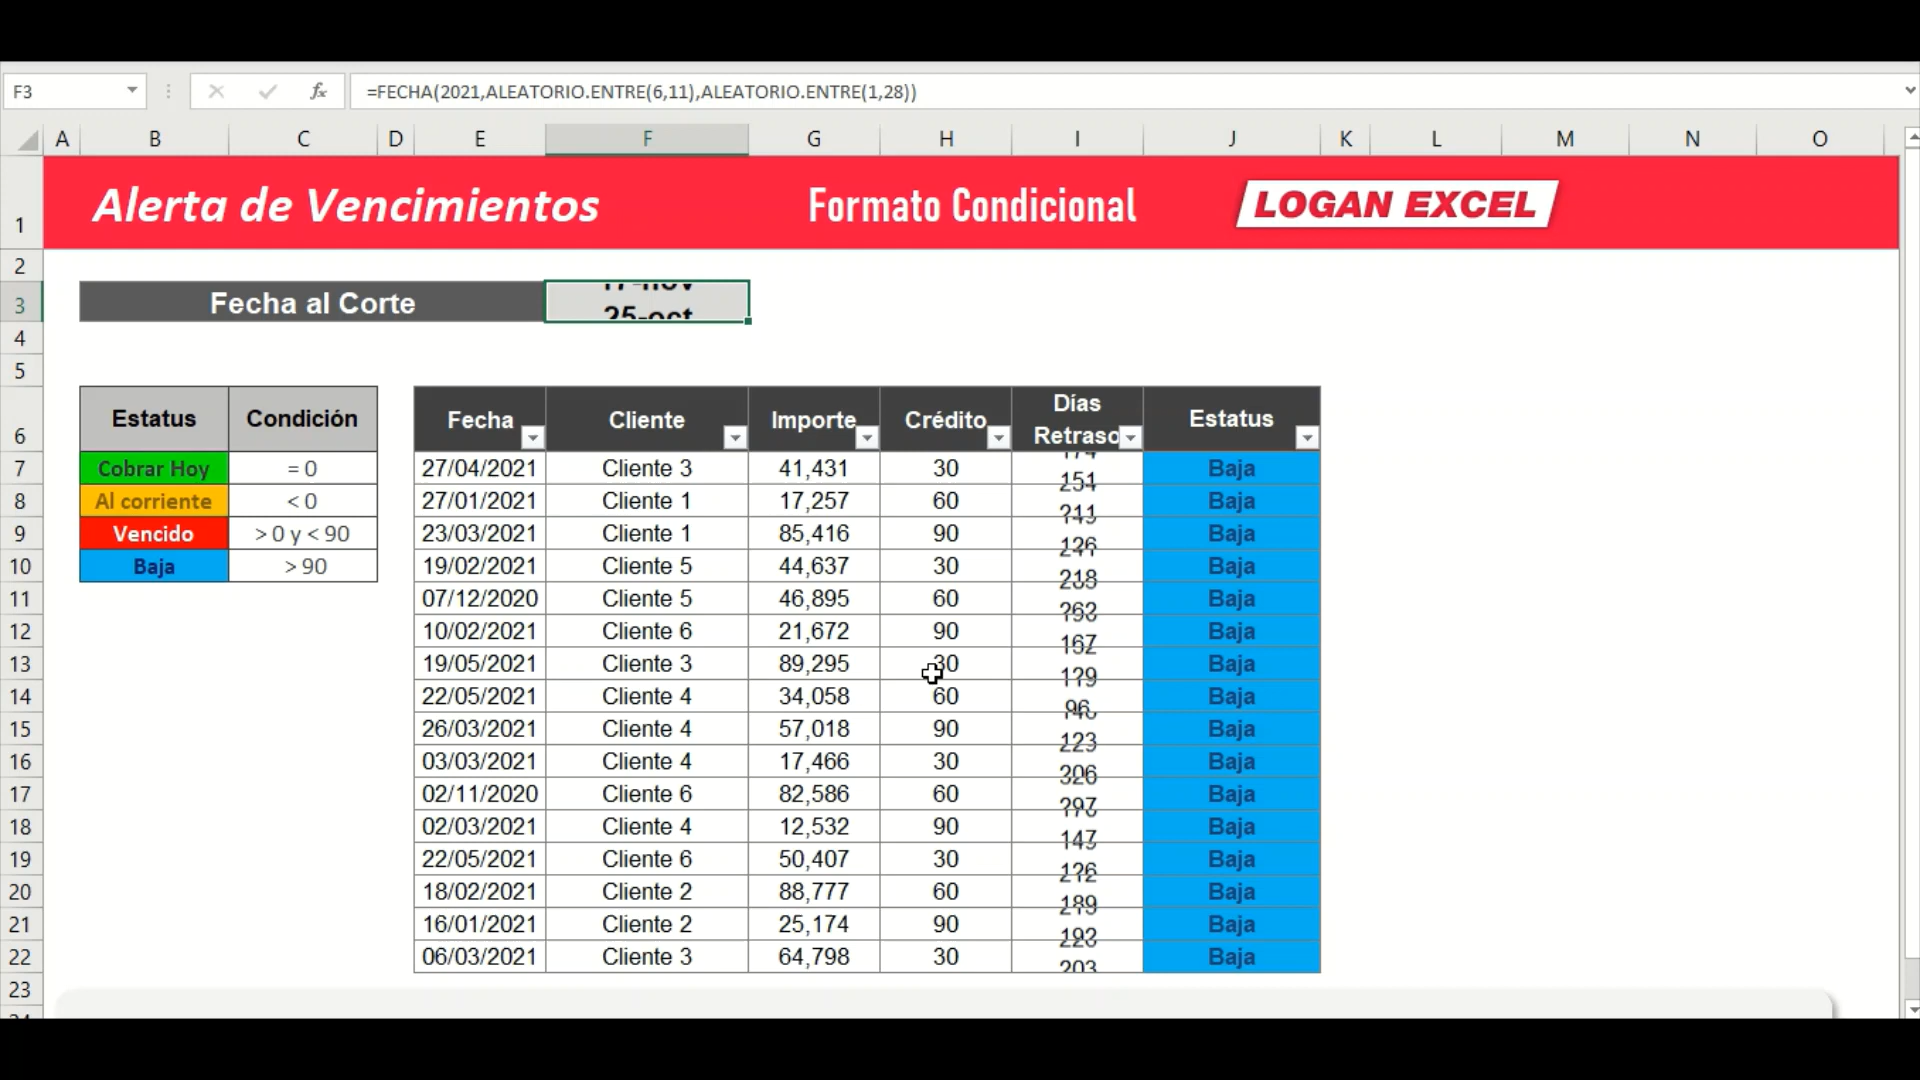 F3 fx =FECHA(2021,ALEATORIO.ENTRE(6,11),ALEATORIO.ENTRE(1,28))
A B C D E F G H I J K L M N O
1 Alerta de Vencimientos Formato Condicional LOGAN EXCEL
2
3 Fecha al Corte
4
5
6 Estatus Condición Fecha Cliente Importe Crédito Días Retraso Estatus
7 Cobrar Hoy = 0 27/04/2021 Cliente 3 41,431 30 Baja
8 Al corriente < 0 27/01/2021 Cliente 1 17,257 60 Baja
9 Vencido > 0 y < 90 23/03/2021 Cliente 1 85,416 90 Baja
10 Baja > 90 19/02/2021 Cliente 5 44,637 30 Baja
11 07/12/2020 Cliente 5 46,895 60 Baja
12 10/02/2021 Cliente 6 21,672 90 Baja
13 19/05/2021 Cliente 3 89,295 30 Baja
14 22/05/2021 Cliente 4 34,058 60 Baja
15 26/03/2021 Cliente 4 57,018 90 Baja
16 03/03/2021 Cliente 4 17,466 30 Baja
17 02/11/2020 Cliente 6 82,586 60 Baja
18 02/03/2021 Cliente 4 12,532 90 Baja
19 22/05/2021 Cliente 6 50,407 30 Baja
20 18/02/2021 Cliente 2 88,777 60 Baja
21 16/01/2021 Cliente 2 25,174 90 Baja
22 06/03/2021 Cliente 3 64,798 30 Baja
23